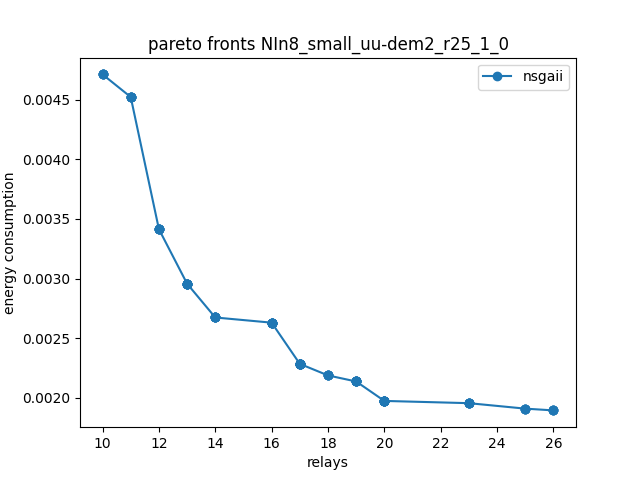 pareto fronts NIn8_small_uu-dem2_r25_1_0
nsgaii
energy consumption
0.0045
0.0040
0.0035
0.0030
0.0025
0.0020
10 12 14 16 18 20 22 24 26
relays